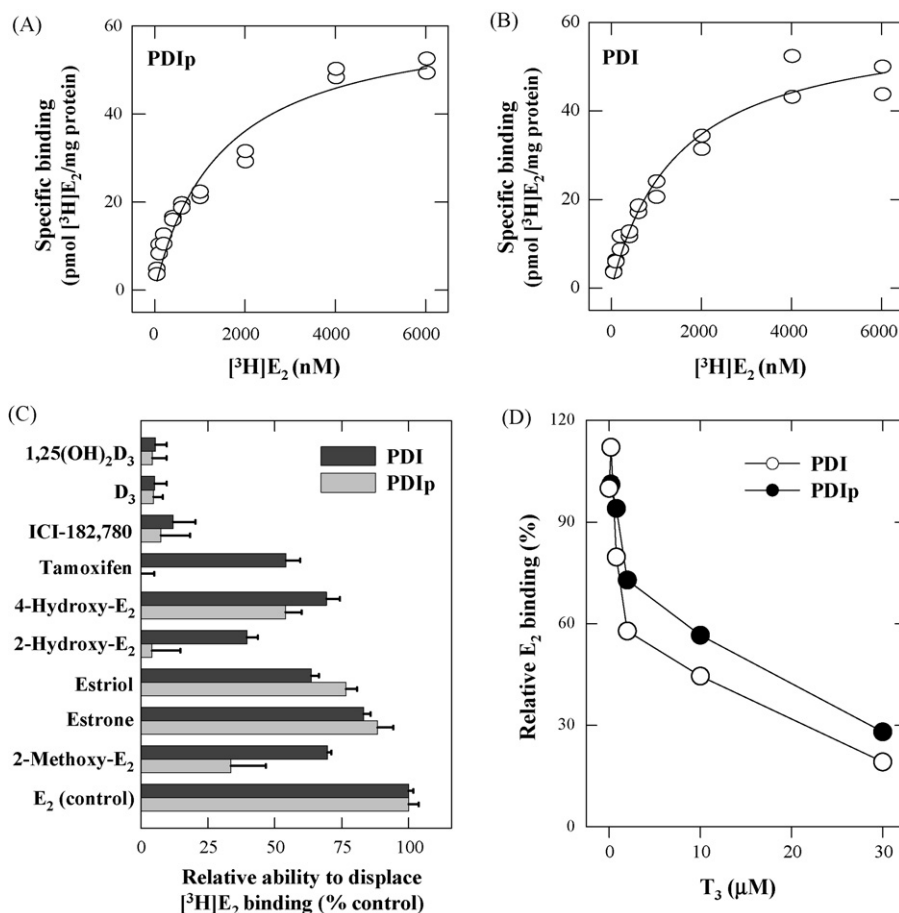 (A)
PDIp
Specific binding
(pmol [³H]E₂/mg protein)
60
40
20
0
0 2000 4000 6000
[³H]E₂ (nM)
(B)
PDI
Specific binding
(pmol [³H]E₂/mg protein)
60
40
20
0
0 2000 4000 6000
[³H]E₂ (nM)
(C)
PDI
PDIp
1,25(OH)₂D₃
D₃
ICI-182,780
Tamoxifen
4-Hydroxy-E₂
2-Hydroxy-E₂
Estriol
Estrone
2-Methoxy-E₂
E₂ (control)
0 25 50 75 100
Relative ability to displace
[³H]E₂ binding (% control)
(D)
PDI
PDIp
Relative E₂ binding (%)
120
90
60
30
0
0 10 20 30
T₃ (μM)